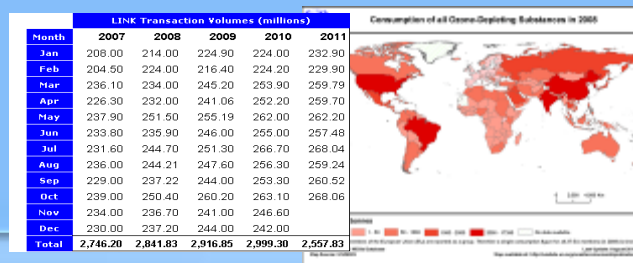 LINK Transaction Volumes (millions)
Month 2007 2008 2009 2010 2011
Jan 208.00 214.00 224.90 224.00 232.90
Feb 204.50 224.00 216.40 224.20 229.90
Mar 236.10 234.00 245.20 253.90 259.79
Apr 226.30 232.00 241.06 252.20 259.70
May 237.90 251.50 255.19 262.00 262.20
Jun 233.80 235.90 246.00 255.00 257.48
Jul 231.60 244.70 251.30 266.70 268.04
Aug 236.00 244.21 247.60 256.30 259.24
Sep 229.00 237.22 244.00 253.30 260.52
Oct 239.00 250.40 260.20 263.10 268.06
Nov 234.00 236.70 241.00 246.60
Dec 230.00 237.20 244.00 242.00
Total 2,746.20 2,841.83 2,916.85 2,999.30 2,557.83
Consumption of all Ozone-Depleting Substances in